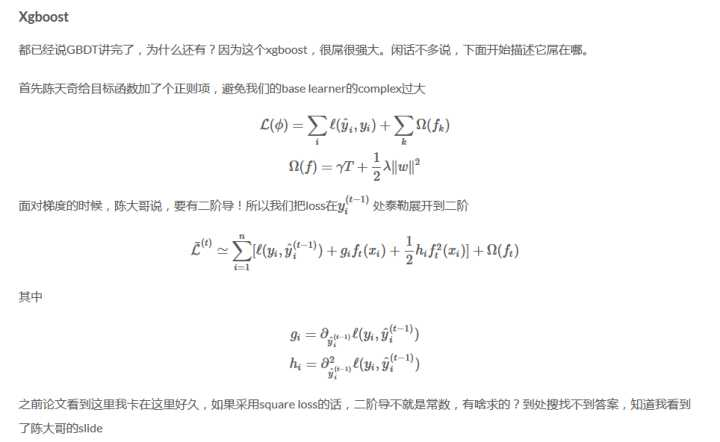 Xgboost
都已经说GBDT讲完了，为什么还有？因为这个xgboost，很屌很强大。闲话不多说，下面开始描述它屌在哪。
首先陈天奇给目标函数加了个正则项，避免我们的base learner的complex过大
\mathcal{L}(\phi) = \sum_i \ell(\hat{y}_i, y_i) + \sum_k \Omega(f_k)
\Omega(f) = \gamma T + \frac{1}{2} \lambda \|w\|^2
面对梯度的时候，陈大哥说，要有二阶导！所以我们把loss在y_i^{(t-1)} 处泰勒展开到二阶
\tilde{\mathcal{L}}^{(t)} \simeq \sum_{i=1}^{n} [\ell(y_i, \hat{y}_i^{(t-1)}) + g_i f_t(x_i) + \frac{1}{2} h_i f_t^2(x_i)] + \Omega(f_t)
其中
g_i = \partial_{\hat{y}_i^{(t-1)}} \ell(y_i, \hat{y}_i^{(t-1)})
h_i = \partial^2_{\hat{y}_i^{(t-1)}} \ell(y_i, \hat{y}_i^{(t-1)})
之前论文看到这里我卡在这里好久，如果采用square loss的话，二阶导不就是常数，有啥求的？到处搜找不到答案，知道我看到
了陈大哥的slide